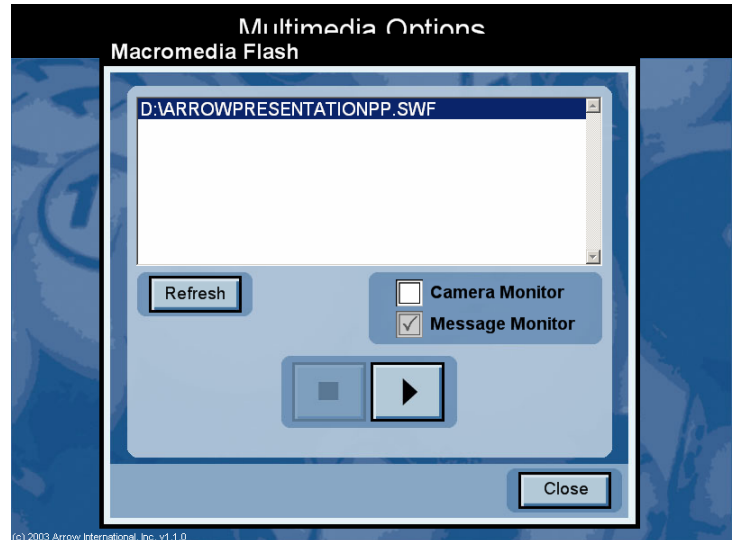 Multimedia Options
Macromedia Flash
D:\ARROWPRESENTATIONPP.SWF
Refresh
Camera Monitor
Message Monitor
Close
(c) 2003 Arrow International, Inc. v1.1.0